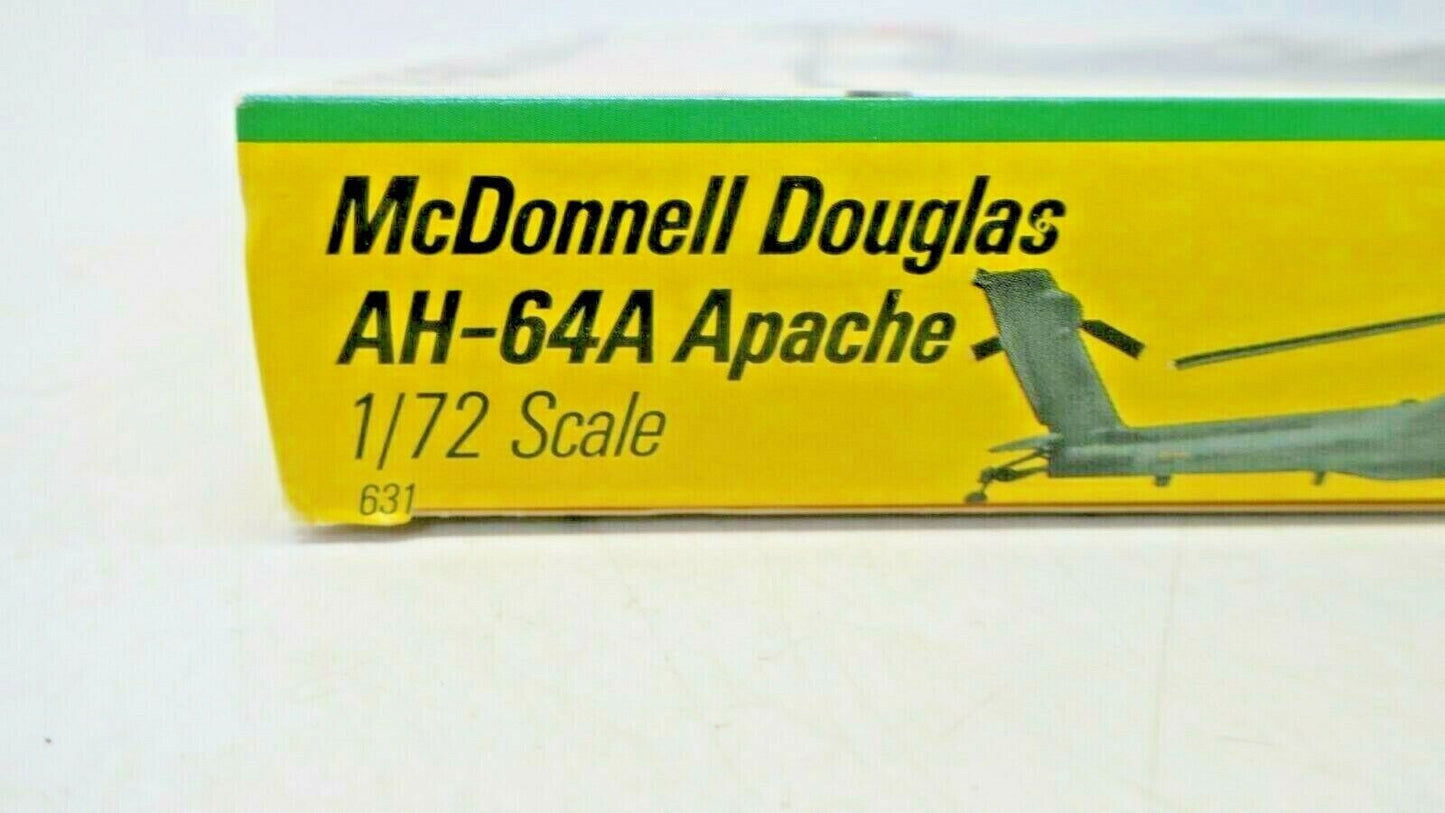 McDonnell Douglas
AH-64A Apache
1/72 Scale
631